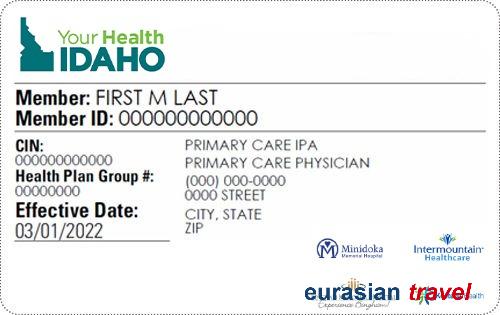 Your Health
IDAHO
Member: FIRST M LAST
Member ID: 000000000000
CIN:
000000000000
Health Plan Group #:
00000000
Effective Date:
03/01/2022
PRIMARY CARE IPA
PRIMARY CARE PHYSICIAN
(000) 000-0000
0000 STREET
CITY, STATE
ZIP
Minidoka
Memorial Hospital
Intermountain
Healthcare
eurasian travel
Experience Bingham!